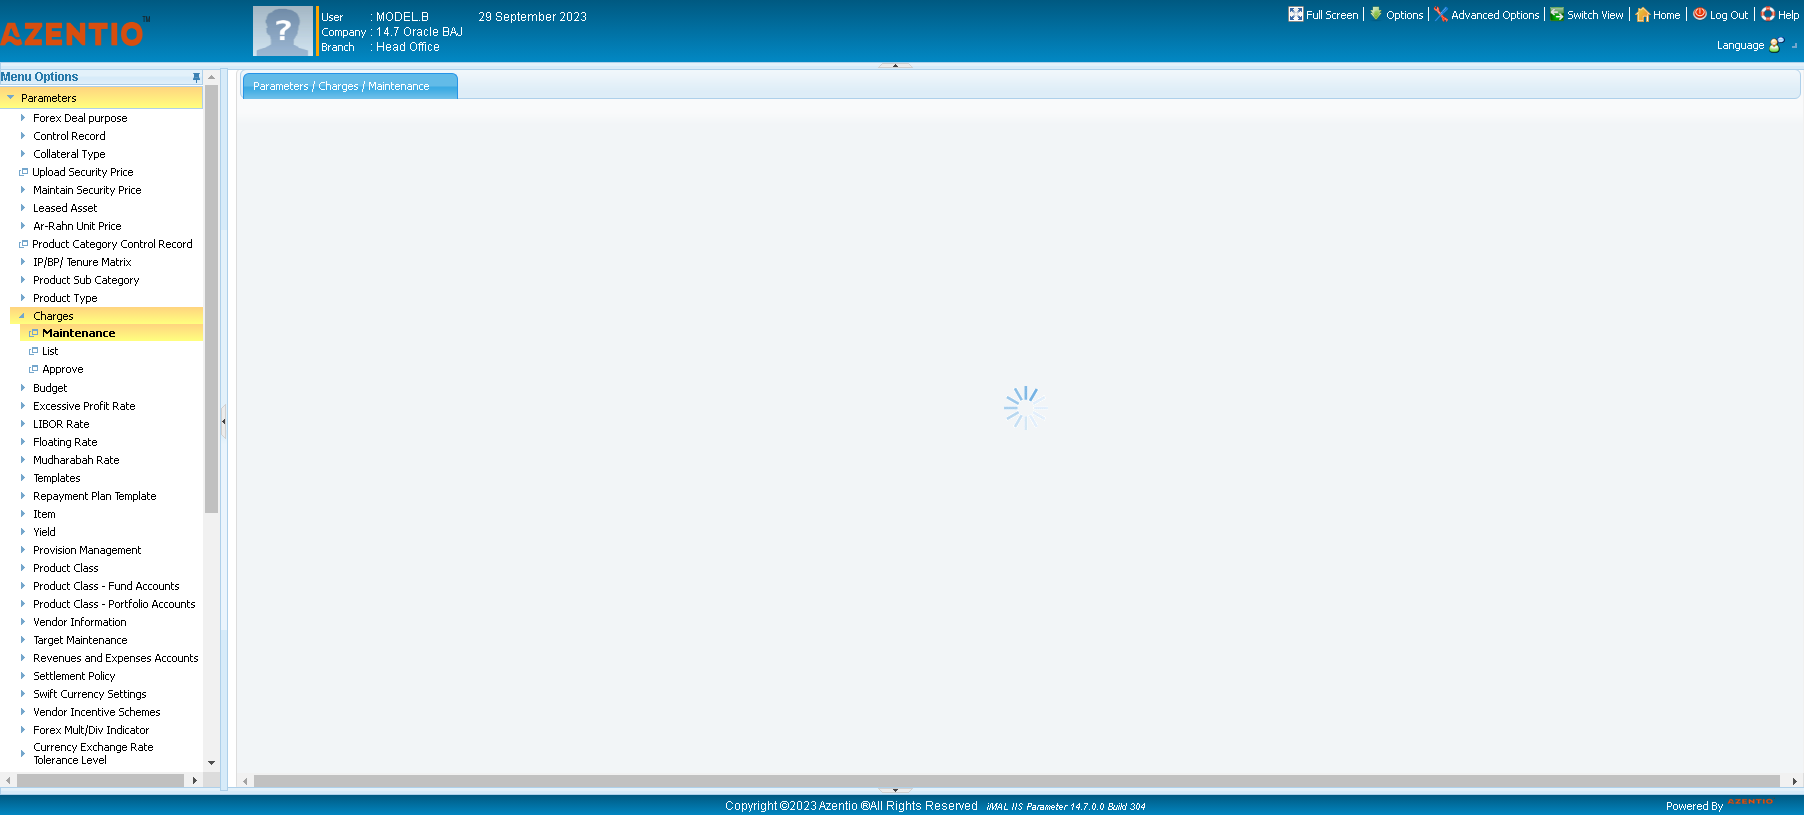 AZENTIO™
User : MODEL.B 29 September 2023
Company : 14.7 Oracle BAJ
Branch : Head Office
Full Screen | Options | Advanced Options | Switch View | Home | Log Out | Help
Language
Menu Options
Parameters
Forex Deal purpose
Control Record
Collateral Type
Upload Security Price
Maintain Security Price
Leased Asset
Ar-Rahn Unit Price
Product Category Control Record
IP/BP/ Tenure Matrix
Product Sub Category
Product Type
Charges
Maintenance
List
Approve
Budget
Excessive Profit Rate
LIBOR Rate
Floating Rate
Mudharabah Rate
Templates
Repayment Plan Template
Item
Yield
Provision Management
Product Class
Product Class - Fund Accounts
Product Class - Portfolio Accounts
Vendor Information
Target Maintenance
Revenues and Expenses Accounts
Settlement Policy
Swift Currency Settings
Vendor Incentive Schemes
Forex Mult/Div Indicator
Currency Exchange Rate
Tolerance Level
Parameters / Charges / Maintenance
Copyright ©2023 Azentio ®All Rights Reserved iMAL IIS Parameter 14.7.0.0 Build 304
Powered By AZENTIO